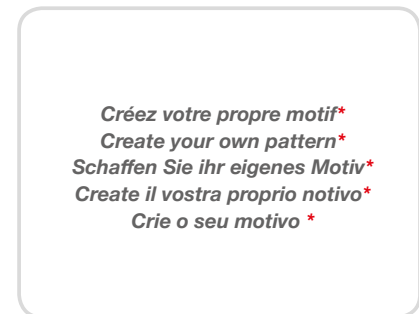 Créez votre propre motif*
Create your own pattern*
Schaffen Sie ihr eigenes Motiv*
Create il vostra proprio notivo*
Crie o seu motivo *